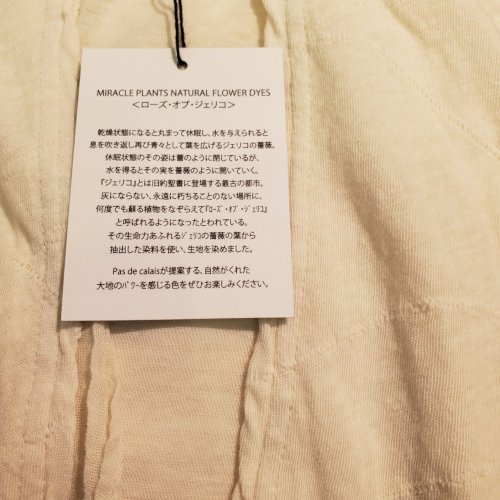 MIRACLE PLANTS NATURAL FLOWER DYES
＜ローズ・オブ・ジェリコ＞
乾燥状態になると丸まって休眠し、水を与えられると
息を吹き返し再び青々として葉を広げるジェリコの薔薇。
休眠状態のその姿は蕾のように閉じているが、
水を得るとその実を薔薇のように開いていく。
『ジェリコ』とは旧約聖書に登場する最古の都市。
灰にならない、永遠に朽ちることのない場所に、
何度でも蘇る植物をなぞらえて『ローズ・オブ・ジェリコ』
と呼ばれるようになったとわれている。
その生命力あふれるジェリコの薔薇の葉から
抽出した染料を使い、生地を染めました。
Pas de calaisが提案する、自然がくれた
大地のパワーを感じる色をぜひお楽しみください。